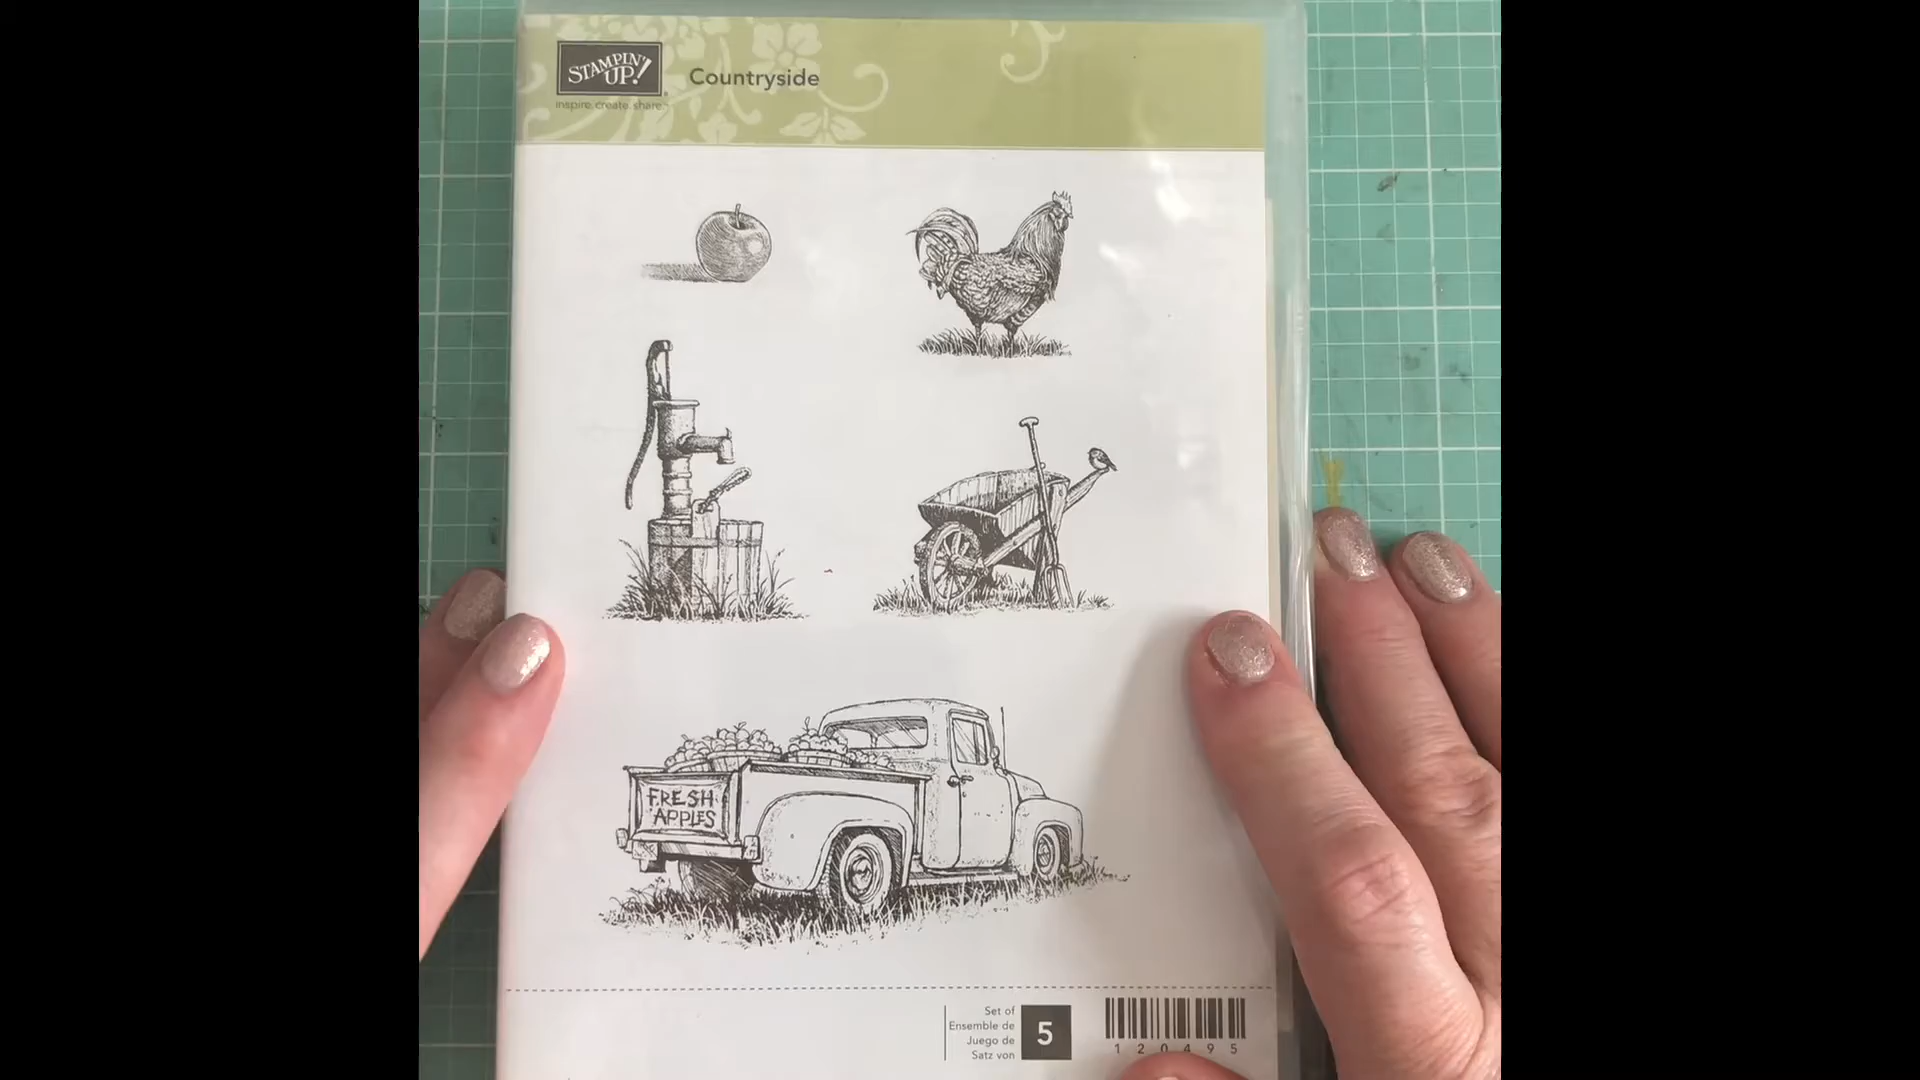 STAMPIN' UP!
Countryside
inspire. create. share.
FRESH
APPLES
Set of
Ensemble de
Juego de
Satz von
5
120495